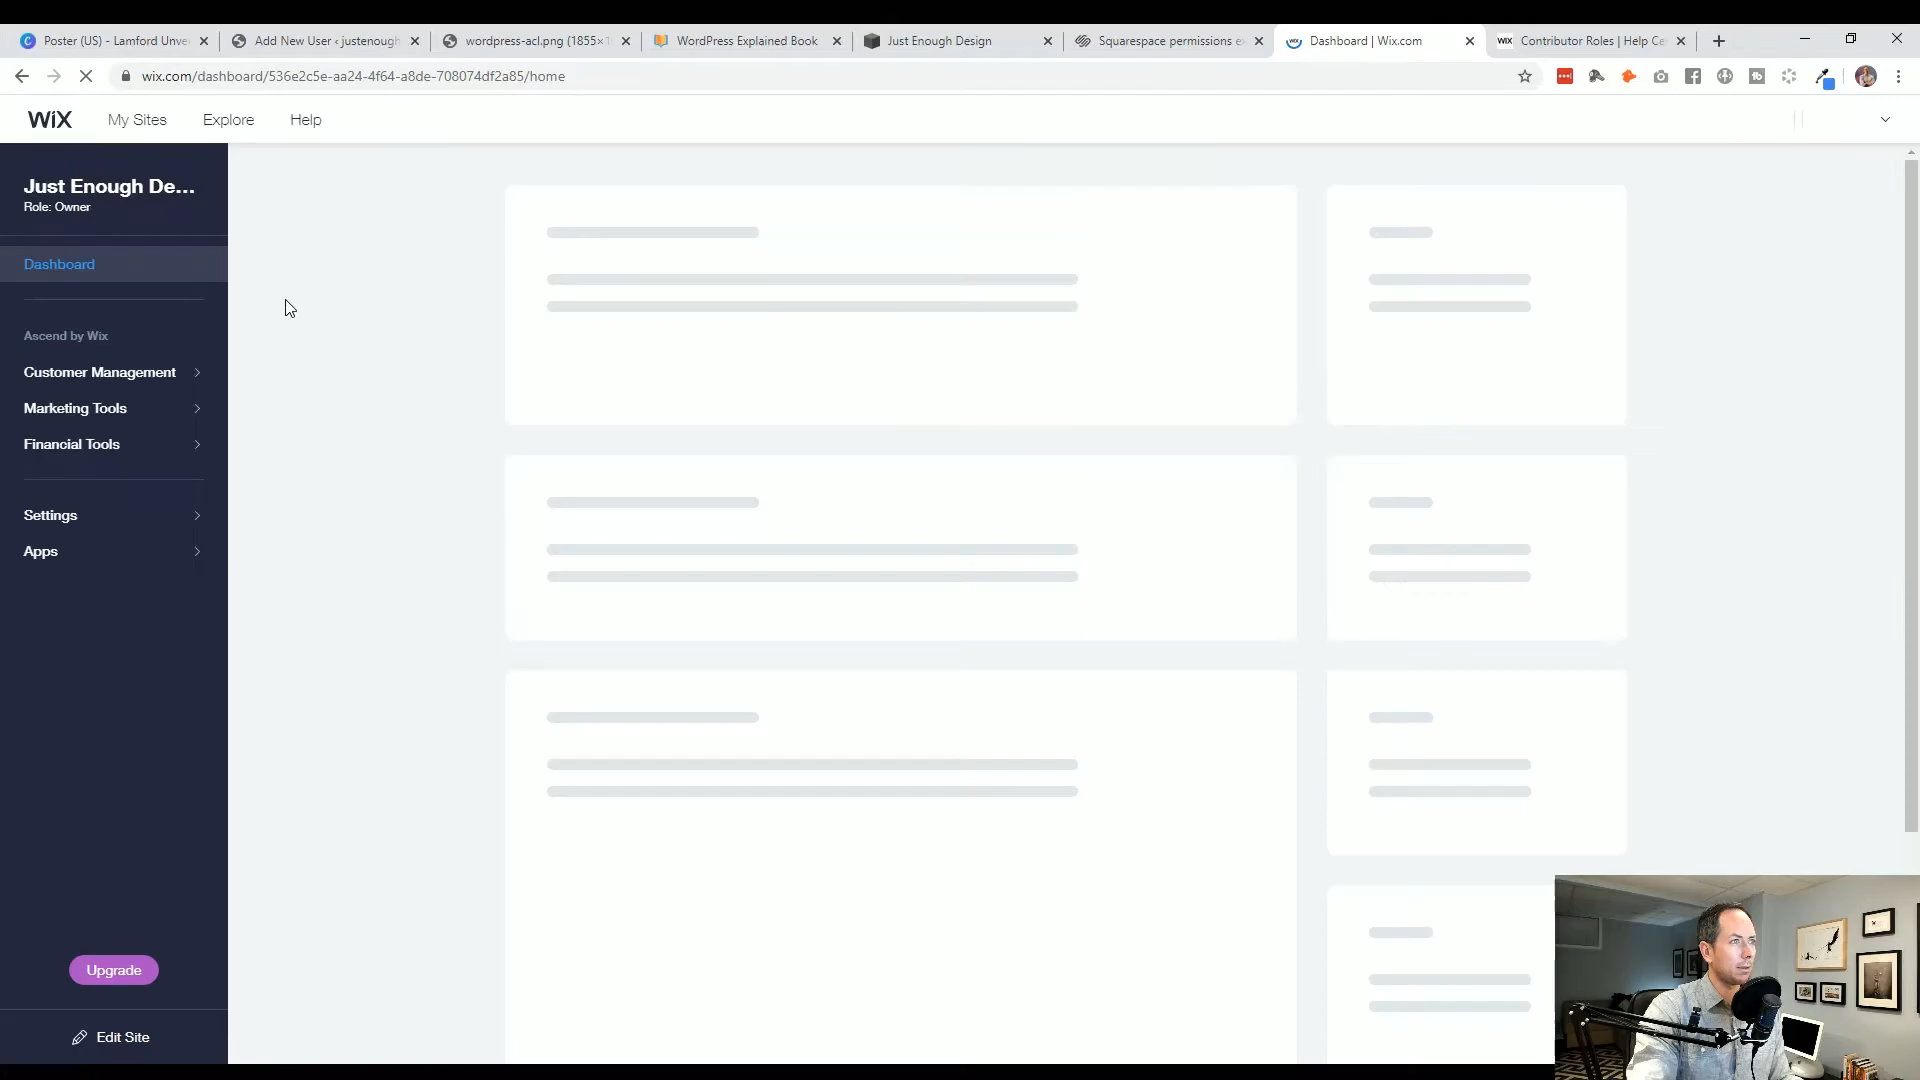 Poster (US) - Lamford Unve
Add New User ‹ justenough
wordpress-acl.png (1855×1
WordPress Explained Book
Just Enough Design
Squarespace permissions e
Dashboard | Wix.com
WIX
Contributor Roles | Help Ce
wix.com/dashboard/536e2c5e-aa24-4f64-a8de-708074df2a85/home
WiX
My Sites
Explore
Help
Just Enough De...
Role: Owner
Dashboard
Ascend by Wix
Customer Management
Marketing Tools
Financial Tools
Settings
Apps
Upgrade
Edit Site